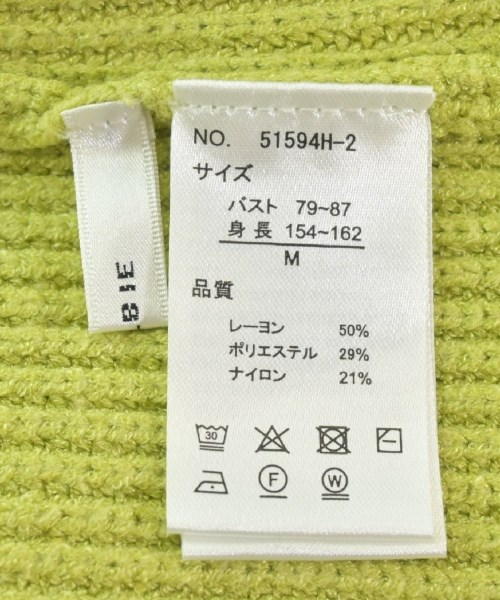 NO. 51594H-2
サイズ
バスト 79~87
身長 154~162
M
品質
レーヨン 50%
ポリエステル 29%
ナイロン 21%
30
F
W
BIE